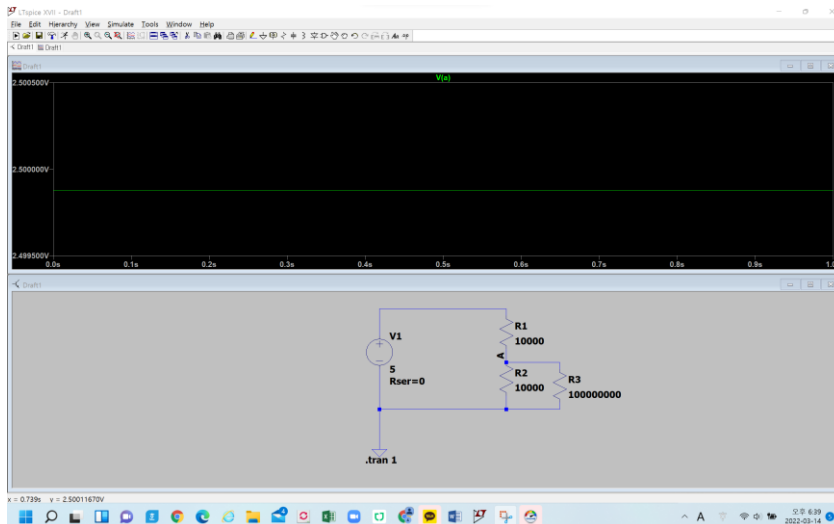 LTspice XVII - Draft1
File Edit Hierarchy View Simulate Tools Window Help
Draft1 Draft1
Draft1
V(a)
2.500500V
2.500000V
2.499500V
0.0s 0.1s 0.2s 0.3s 0.4s 0.5s 0.6s 0.7s 0.8s 0.9s 1.0
Draft1
R1
10000
V1
A
5
Rser=0
R2
10000
R3
100000000
.tran 1
x = 0.739s y = 2.50011670V
A
오후 6:39
2022-03-14